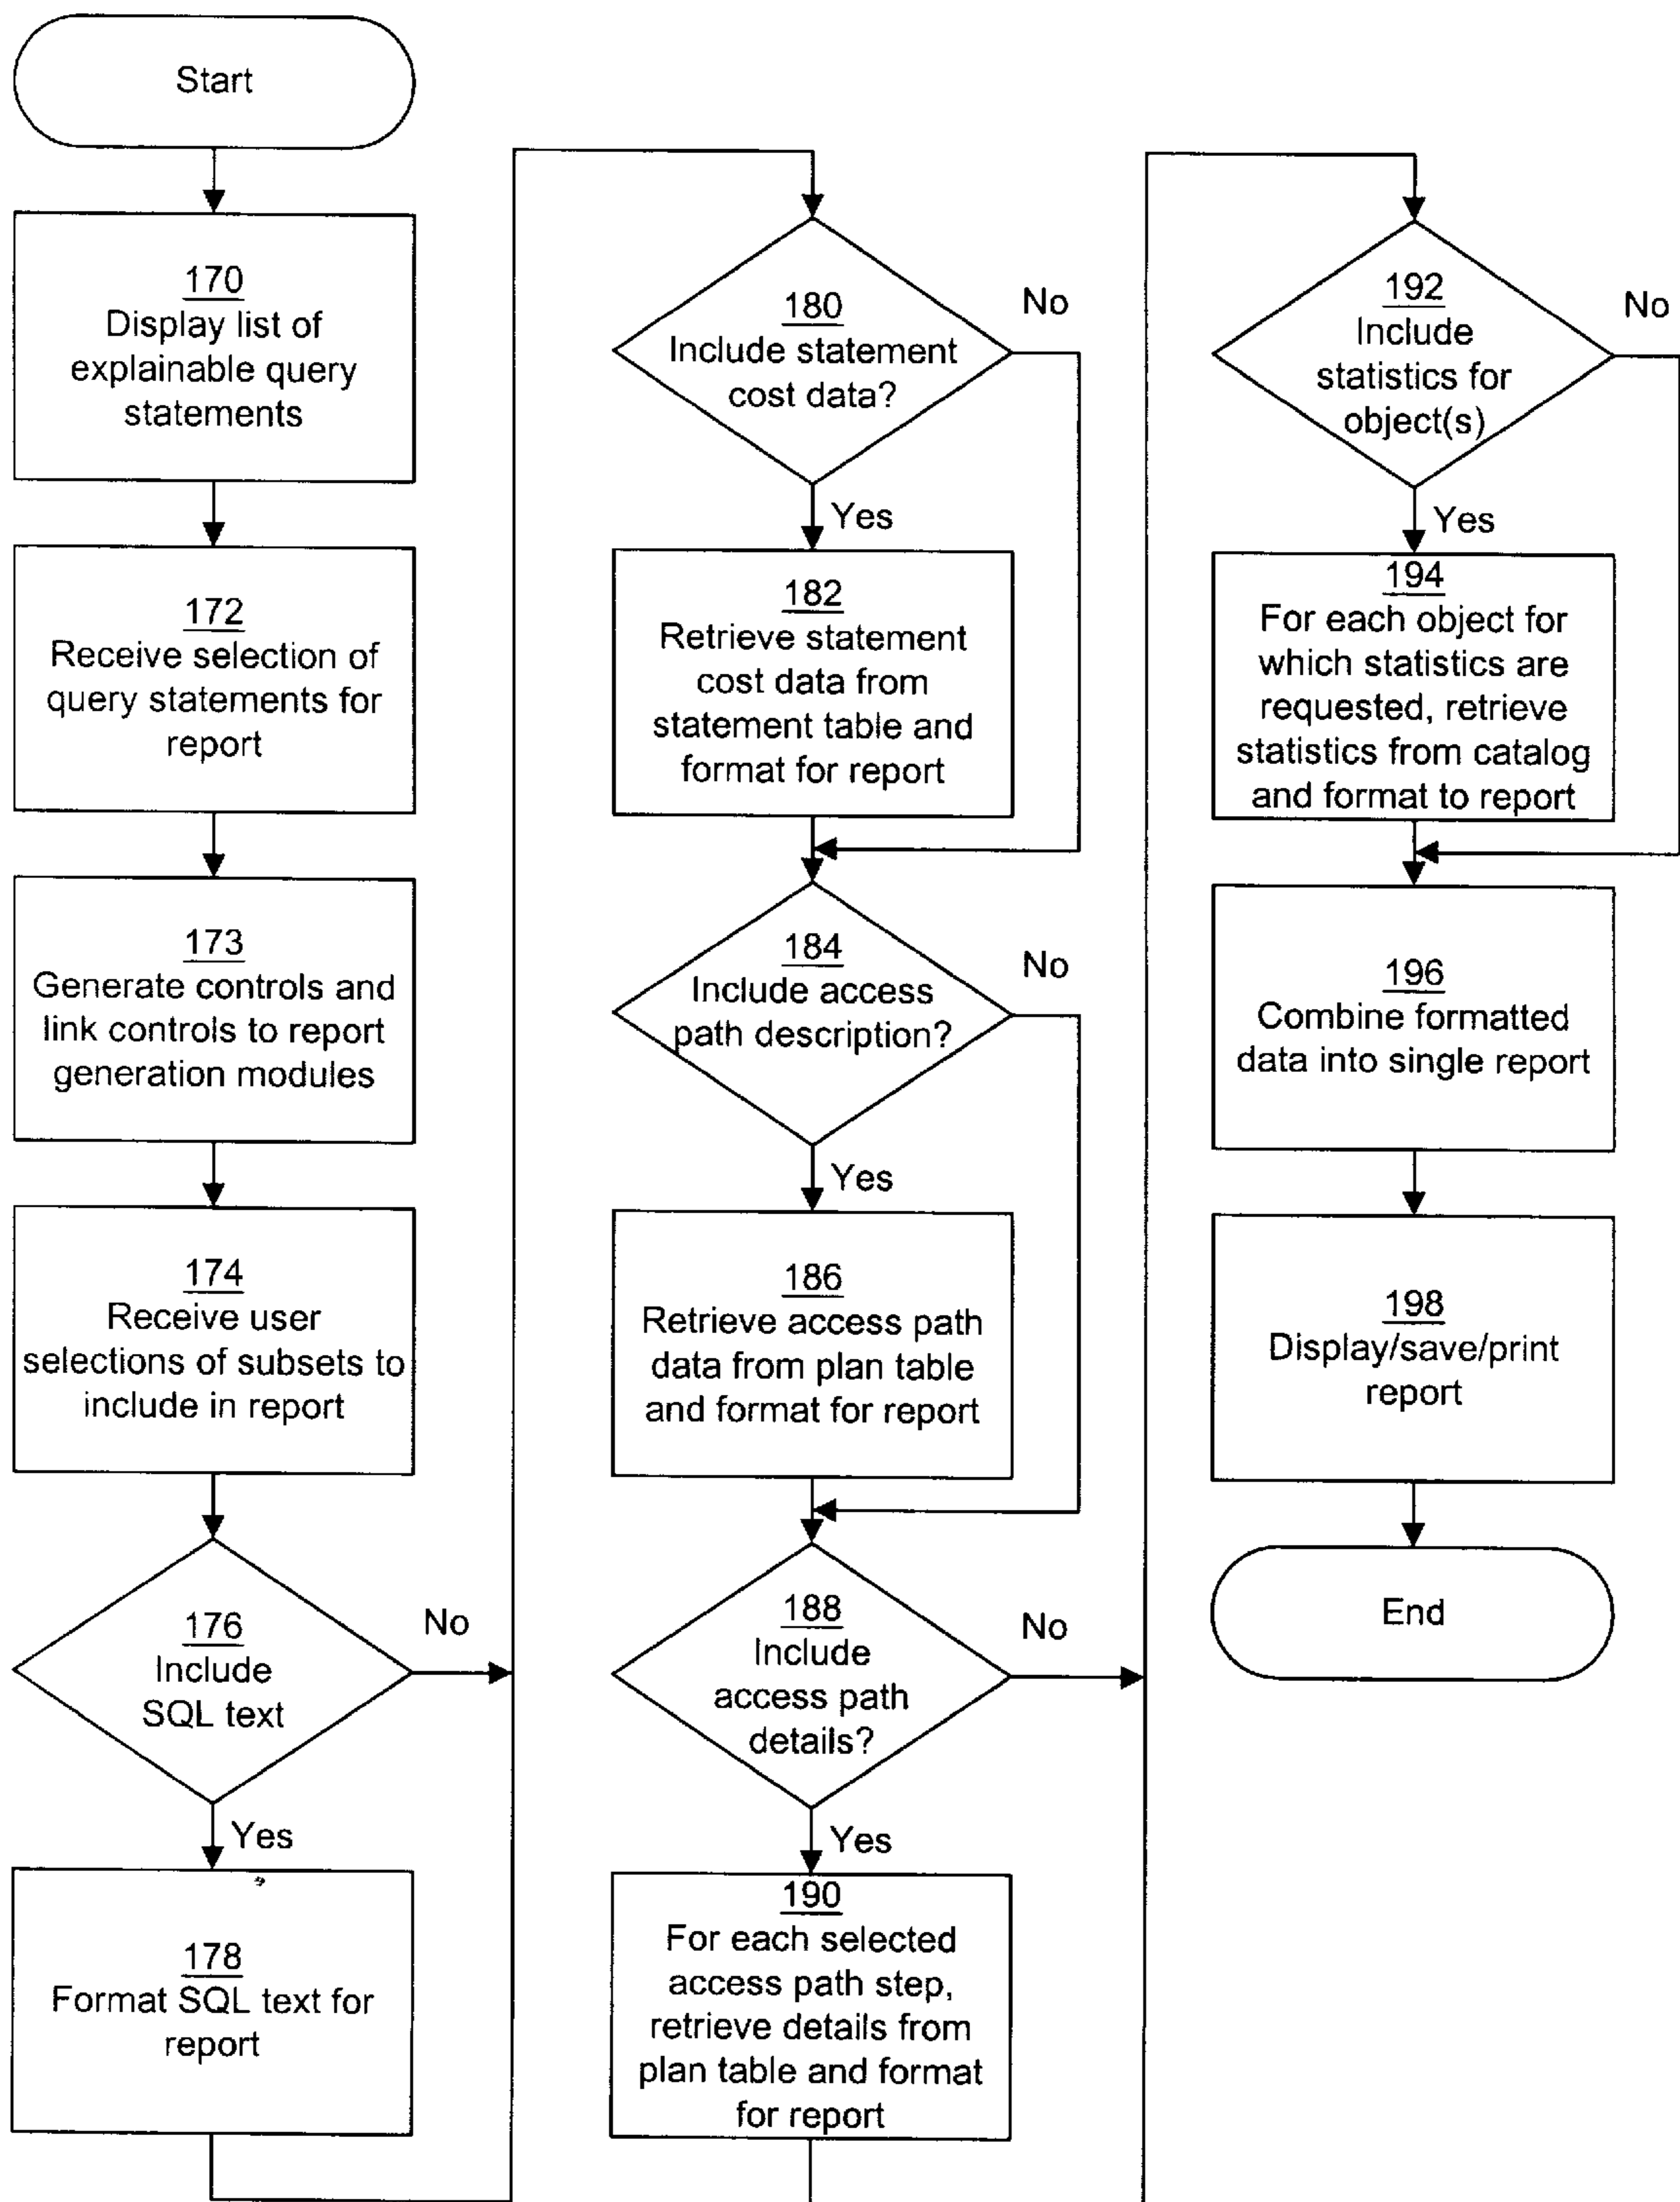 Start
170
Display list of
explainable query
statements
172
Receive selection of
query statements for
report
173
Generate controls and
link controls to report
generation modules
174
Receive user
selections of subsets to
include in report
176
Include
SQL text
No
Yes
178
Format SQL text for
report
180
Include statement
cost data?
No
Yes
182
Retrieve statement
cost data from
statement table and
format for report
184
Include access
path description?
No
Yes
186
Retrieve access path
data from plan table
and format for report
188
Include
access path
details?
No
Yes
190
For each selected
access path step,
retrieve details from
plan table and format
for report
192
Include
statistics for
object(s)
No
Yes
194
For each object for
which statistics are
requested, retrieve
statistics from catalog
and format to report
196
Combine formatted
data into single report
198
Display/save/print
report
End